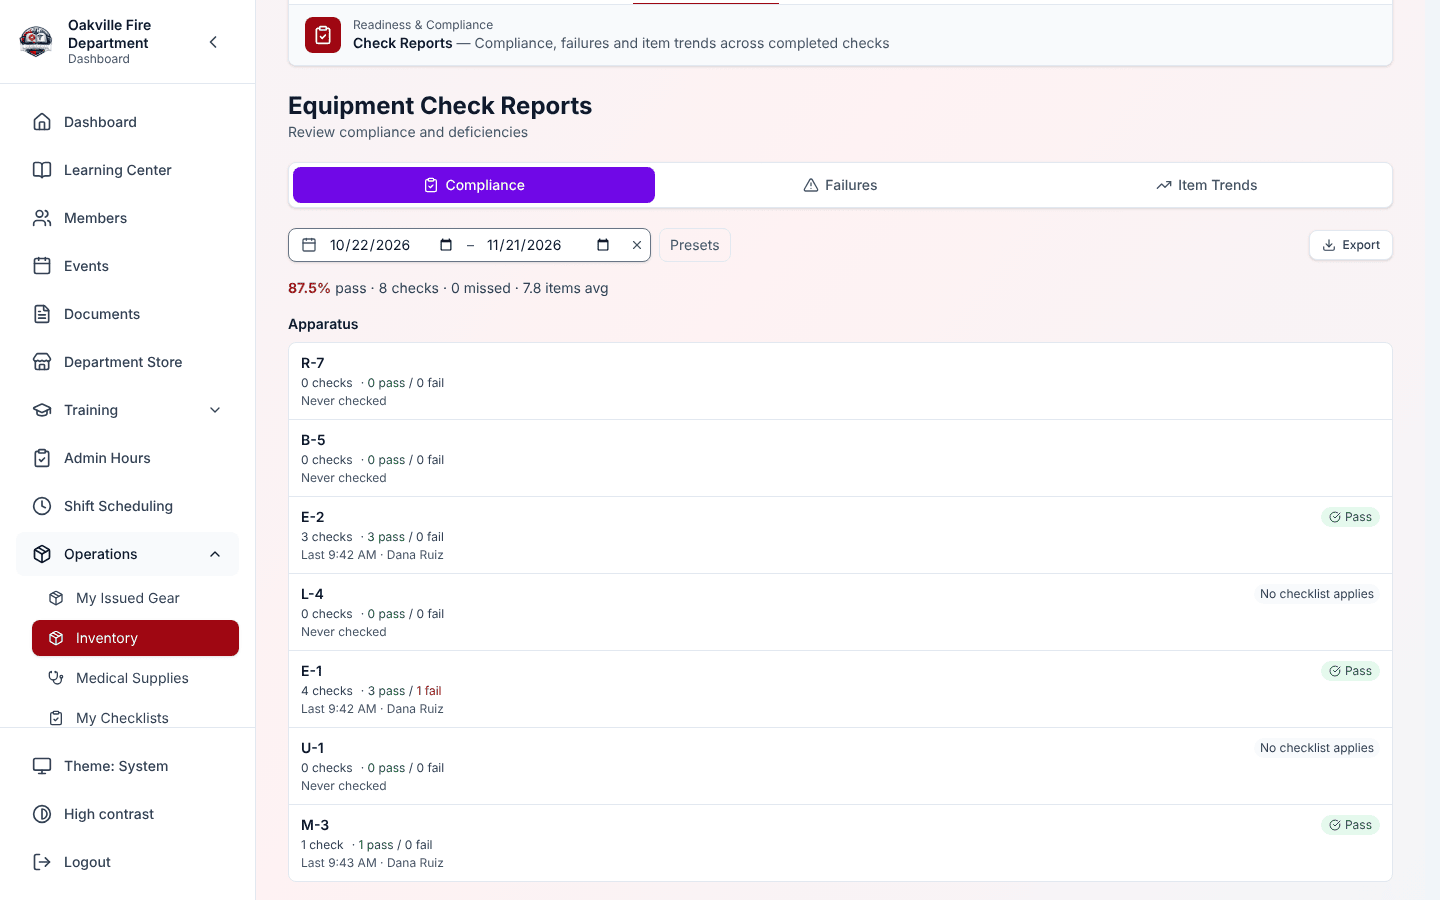 Oakville Fire
Department
Dashboard
Dashboard
Learning Center
Members
Events
Documents
Department Store
Training
Admin Hours
Shift Scheduling
Operations
My Issued Gear
Inventory
Medical Supplies
My Checklists
Theme: System
High contrast
Logout
Readiness & Compliance
Check Reports — Compliance, failures and item trends across completed checks
Equipment Check Reports
Review compliance and deficiencies
Compliance
Failures
Item Trends
10/22/2026 – 11/21/2026
Presets
Export
87.5% pass · 8 checks · 0 missed · 7.8 items avg
Apparatus
R-7
0 checks · 0 pass / 0 fail
Never checked
B-5
0 checks · 0 pass / 0 fail
Never checked
E-2
Pass
3 checks · 3 pass / 0 fail
Last 9:42 AM · Dana Ruiz
L-4
No checklist applies
0 checks · 0 pass / 0 fail
Never checked
E-1
Pass
4 checks · 3 pass / 1 fail
Last 9:42 AM · Dana Ruiz
U-1
No checklist applies
0 checks · 0 pass / 0 fail
Never checked
M-3
Pass
1 check · 1 pass / 0 fail
Last 9:43 AM · Dana Ruiz